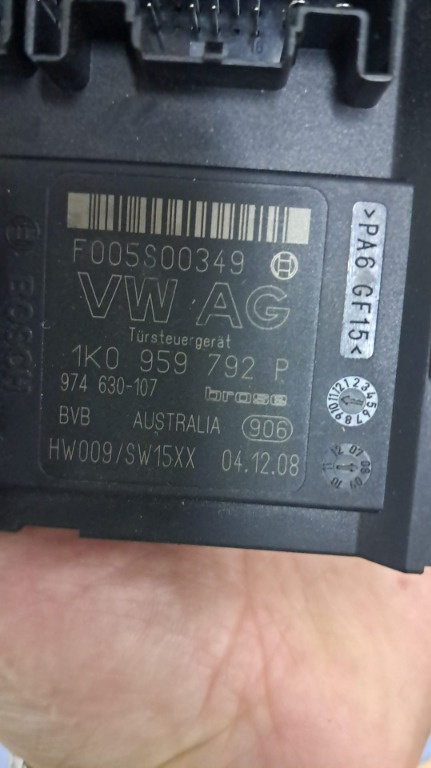 F005S00349
VW AG
Türsteuergerät
1K0 959 792 P
974 630-107 brose
BVB AUSTRALIA 906
HW009/SW15XX 04.12.08
>PA6 GF15<
BOSCH